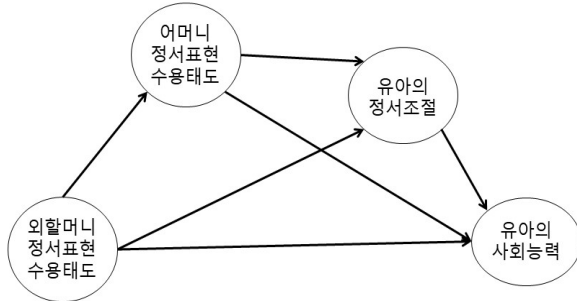 어머니
정서표현
수용태도
유아의
정서조절
외할머니
정서표현
수용태도
유아의
사회능력